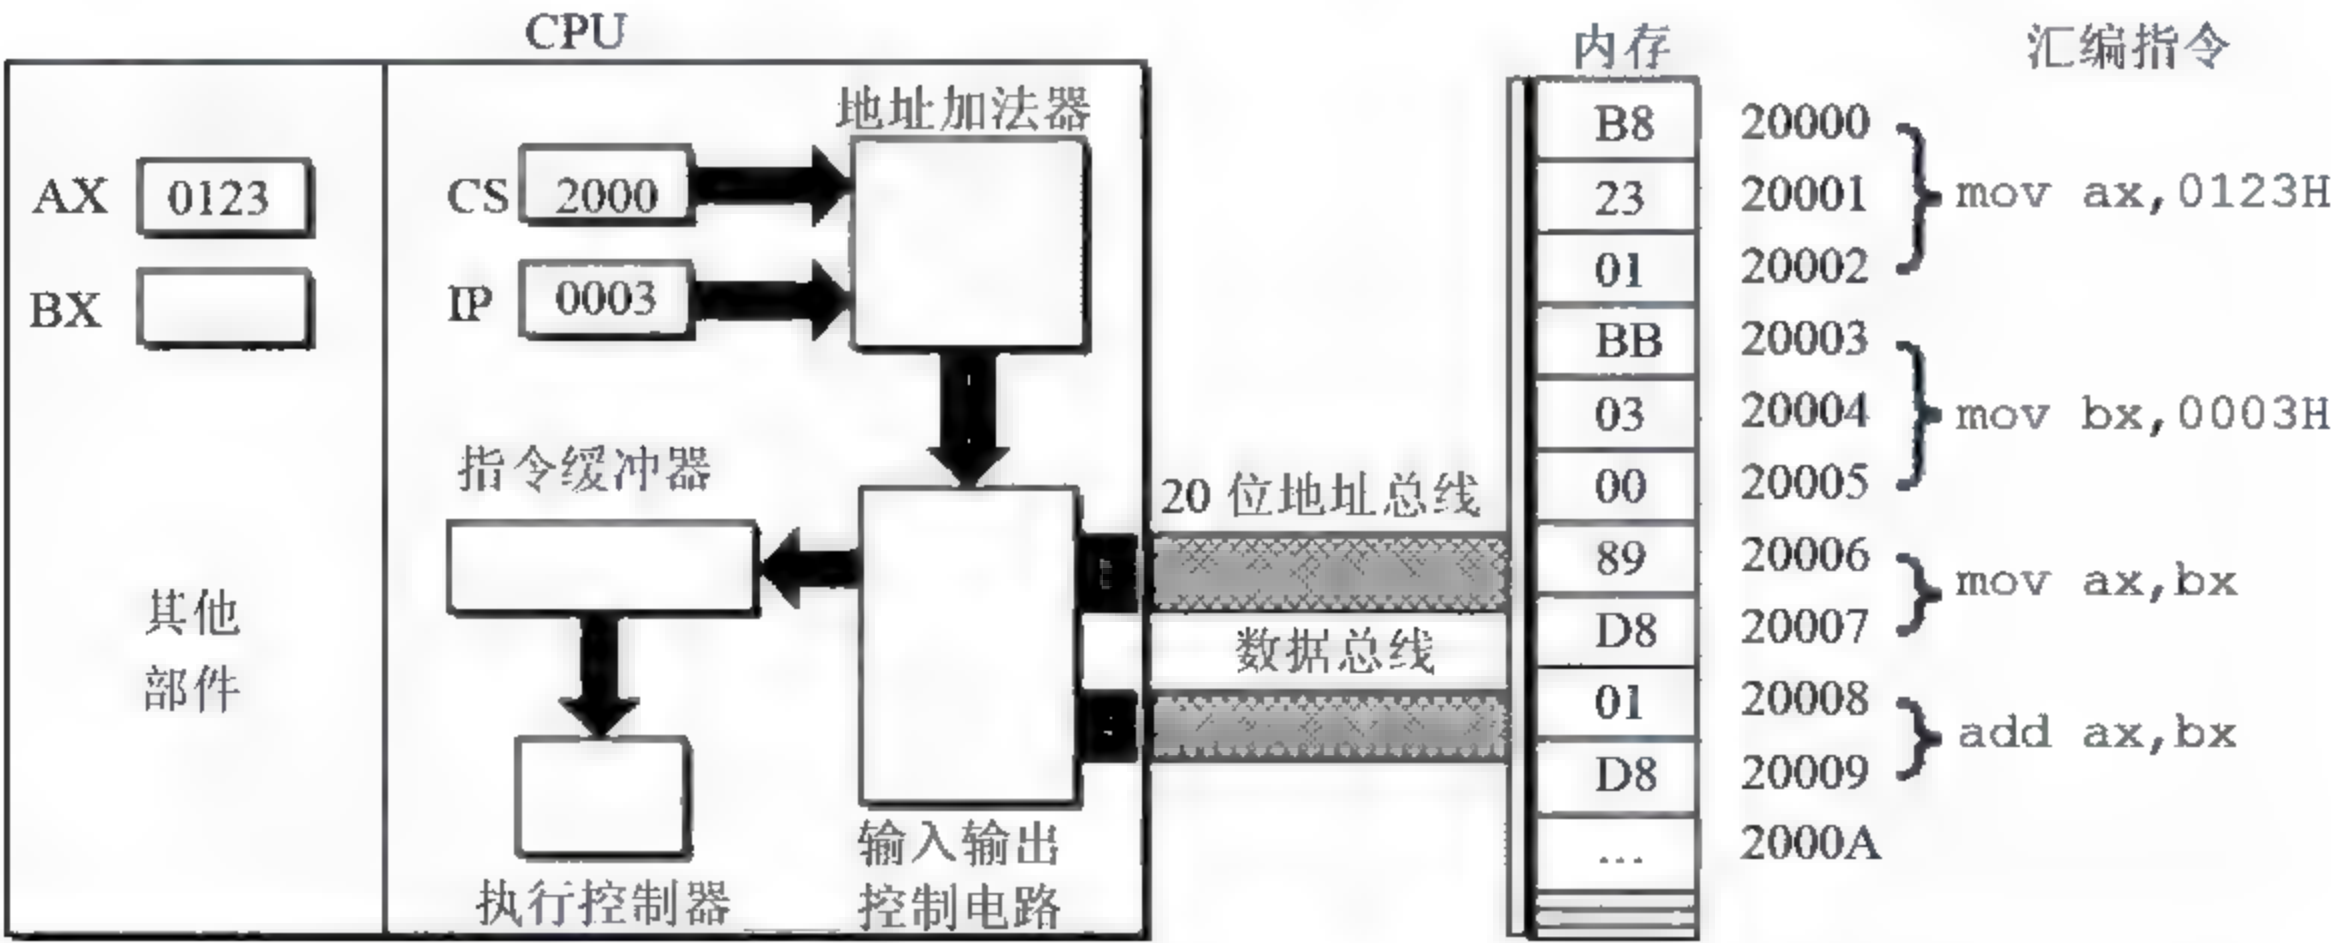 CPU
AX 0123
BX
其他
部件
CS 2000
IP 0003
地址加法器
指令缓冲器
执行控制器
输入输出
控制电路
20 位地址总线
数据总线
内存
汇编指令
B8 20000
23 20001 mov ax,0123H
01 20002
BB 20003
03 20004 mov bx,0003H
00 20005
89 20006 mov ax,bx
D8 20007
01 20008 add ax,bx
D8 20009
... 2000A